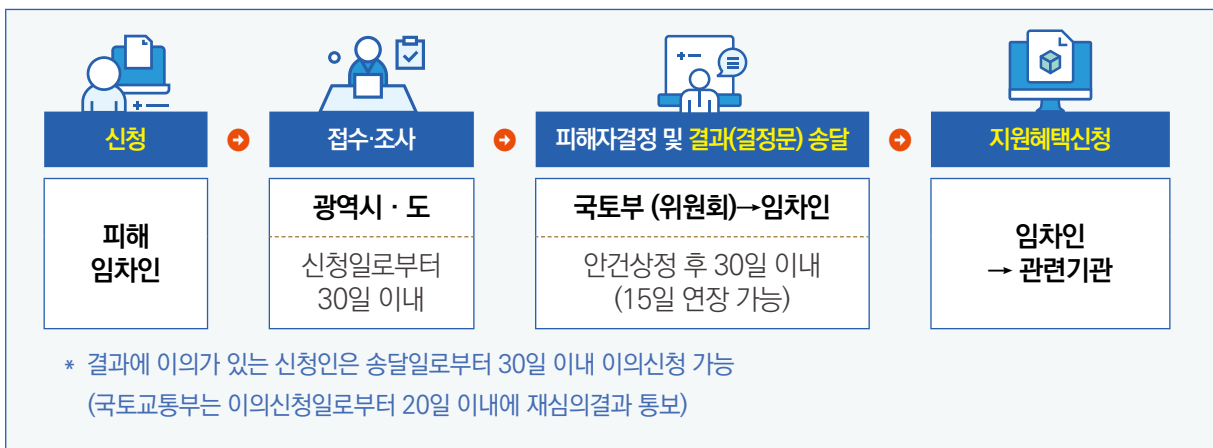 신청
접수·조사
피해자결정 및 결과(결정문) 송달
지원혜택신청
피해
임차인
광역시 · 도
신청일로부터
30일 이내
국토부 (위원회)→임차인
안건상정 후 30일 이내
(15일 연장 가능)
임차인
→ 관련기관
* 결과에 이의가 있는 신청인은 송달일로부터 30일 이내 이의신청 가능
(국토교통부는 이의신청일로부터 20일 이내에 재심의결과 통보)